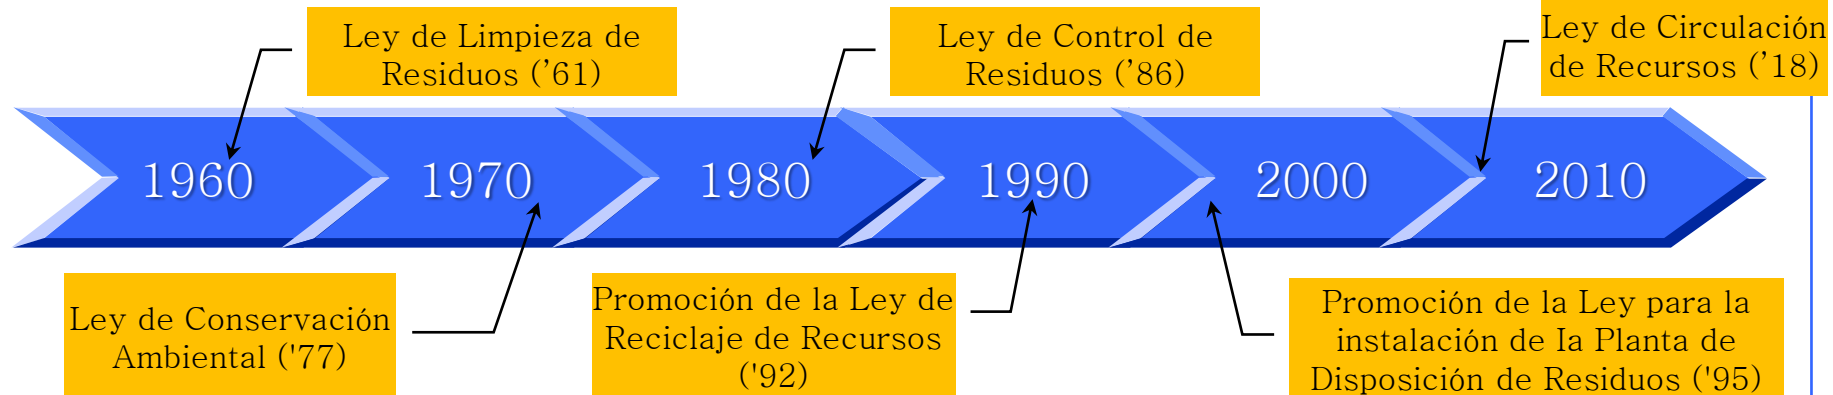 Ley de Limpieza de
Residuos (’61)
Ley de Control de
Residuos (’86)
Ley de Circulación
de Recursos (’18)
1960
1970
1980
1990
2000
2010
Ley de Conservación
Ambiental ('77)
Promoción de la Ley de
Reciclaje de Recursos
('92)
Promoción de la Ley para la
instalación de Ia Planta de
Disposición de Residuos ('95)